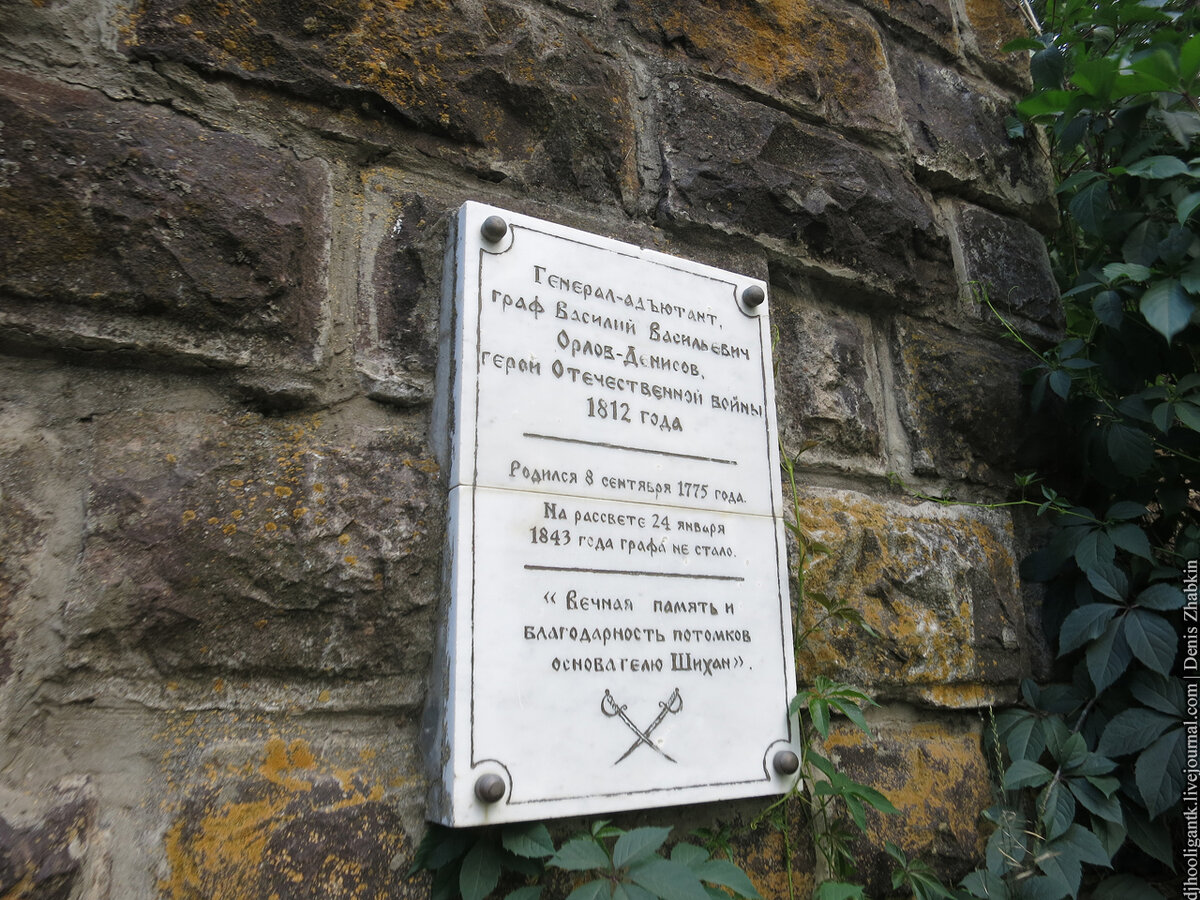 Генерал-адъютант,
граф Василий Васильевич
Орлов-Денисов,
герой Отечественной войны
1812 года
Родился 8 сентября 1775 года.
На рассвете 24 января
1843 года графа не стало.
"Вечная память и
благодарность потомков
основателю Шихан".
djhooligantk.livejournal.com | Denis Zhabkin